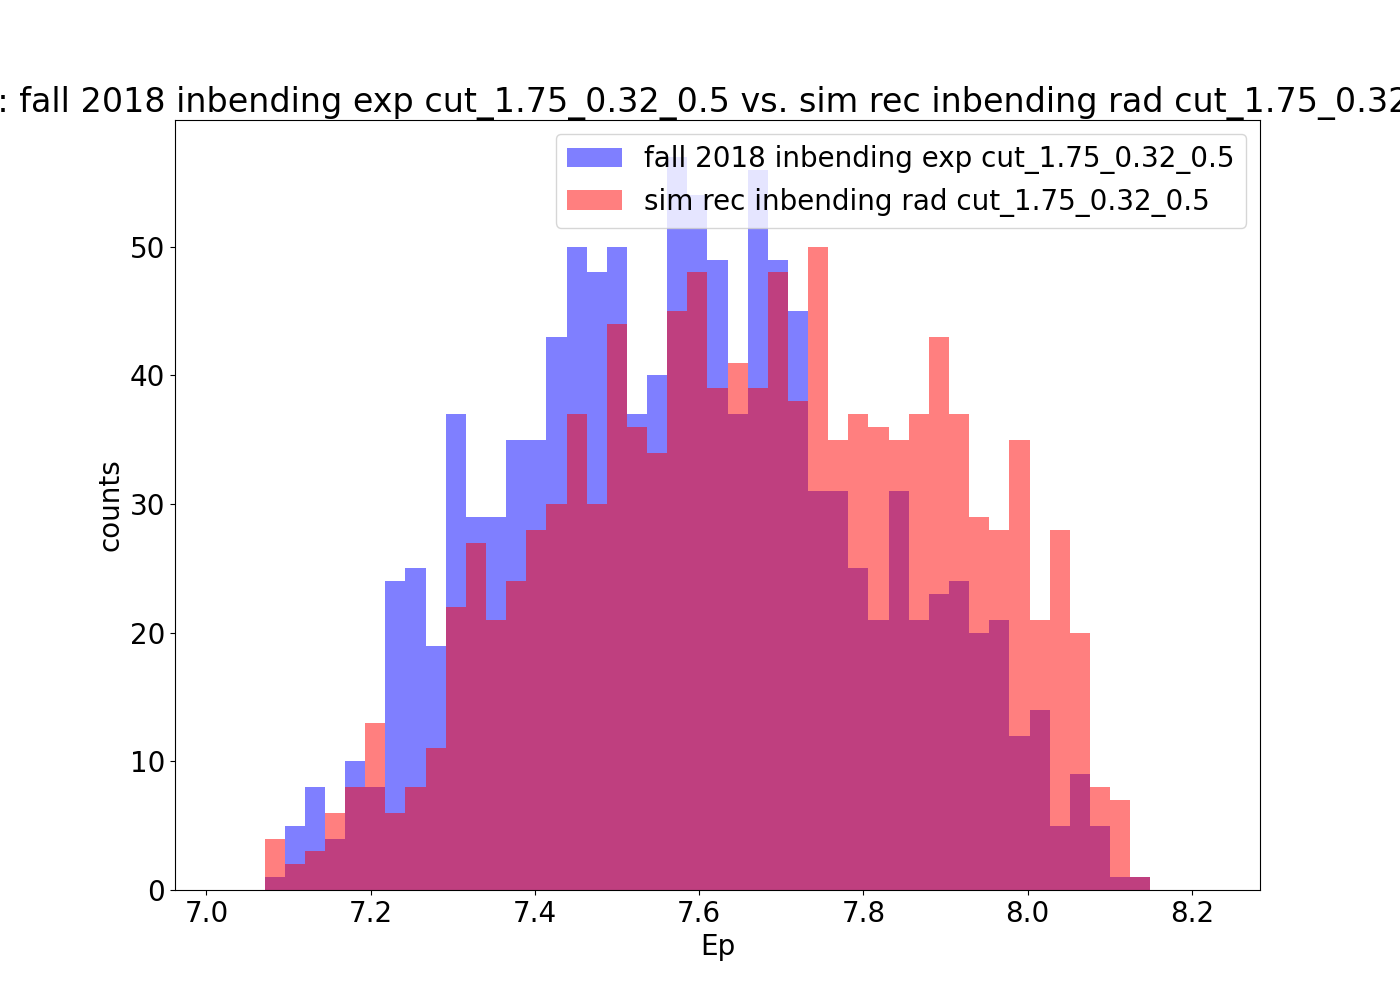 : fall 2018 inbending exp cut_1.75_0.32_0.5 vs. sim rec inbending rad cut_1.75_0.32
fall 2018 inbending exp cut_1.75_0.32_0.5
sim rec inbending rad cut_1.75_0.32_0.5
50
40
30
20
10
0
counts
7.0 7.2 7.4 7.6 7.8 8.0 8.2
Ep